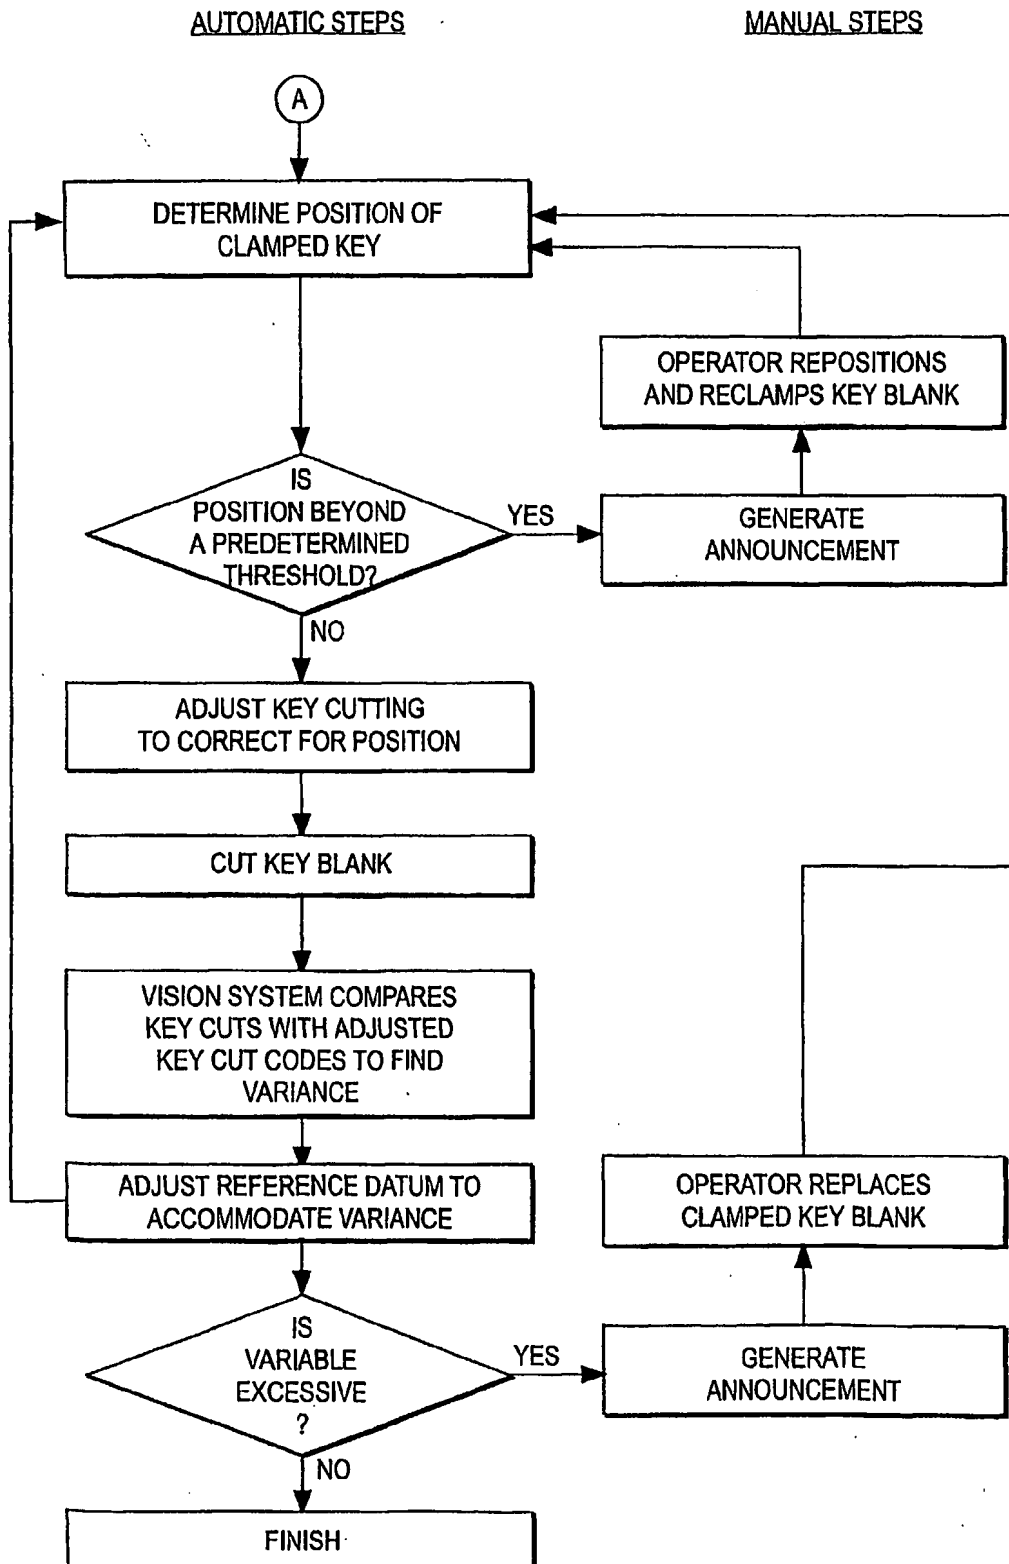 AUTOMATIC STEPS
MANUAL STEPS
A
DETERMINE POSITION OF
CLAMPED KEY
OPERATOR REPOSITIONS
AND RECLAMPS KEY BLANK
IS
POSITION BEYOND
A PREDETERMINED
THRESHOLD?
YES
GENERATE
ANNOUNCEMENT
NO
ADJUST KEY CUTTING
TO CORRECT FOR POSITION
CUT KEY BLANK
VISION SYSTEM COMPARES
KEY CUTS WITH ADJUSTED
KEY CUT CODES TO FIND
VARIANCE
ADJUST REFERENCE DATUM TO
ACCOMMODATE VARIANCE
OPERATOR REPLACES
CLAMPED KEY BLANK
IS
VARIABLE
EXCESSIVE
?
YES
GENERATE
ANNOUNCEMENT
NO
FINISH